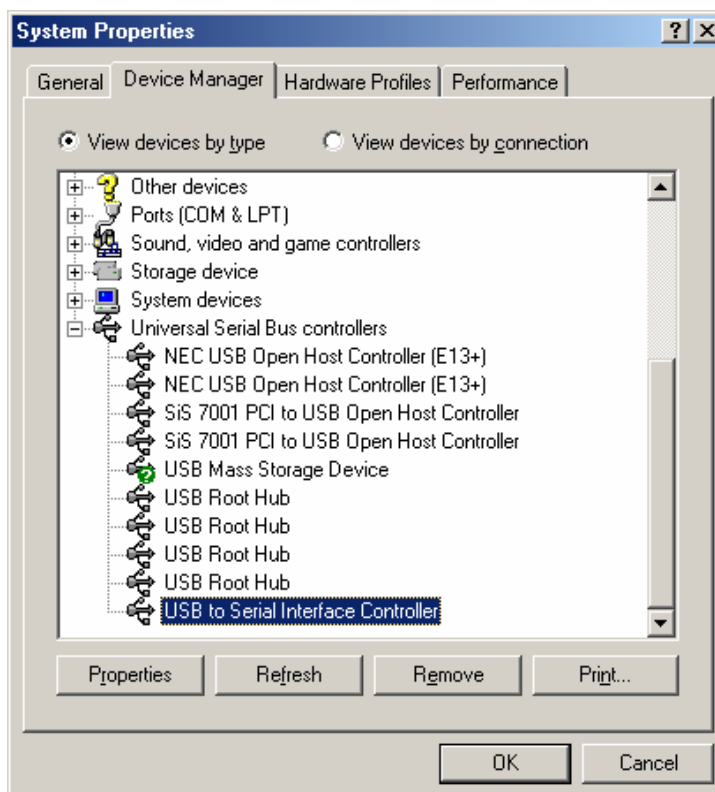 System Properties
General Device Manager Hardware Profiles Performance
View devices by type View devices by connection
Other devices
Ports (COM & LPT)
Sound, video and game controllers
Storage device
System devices
Universal Serial Bus controllers
NEC USB Open Host Controller (E13+)
NEC USB Open Host Controller (E13+)
SiS 7001 PCI to USB Open Host Controller
SiS 7001 PCI to USB Open Host Controller
USB Mass Storage Device
USB Root Hub
USB Root Hub
USB Root Hub
USB Root Hub
USB to Serial Interface Controller
Properties Refresh Remove Print...
OK Cancel